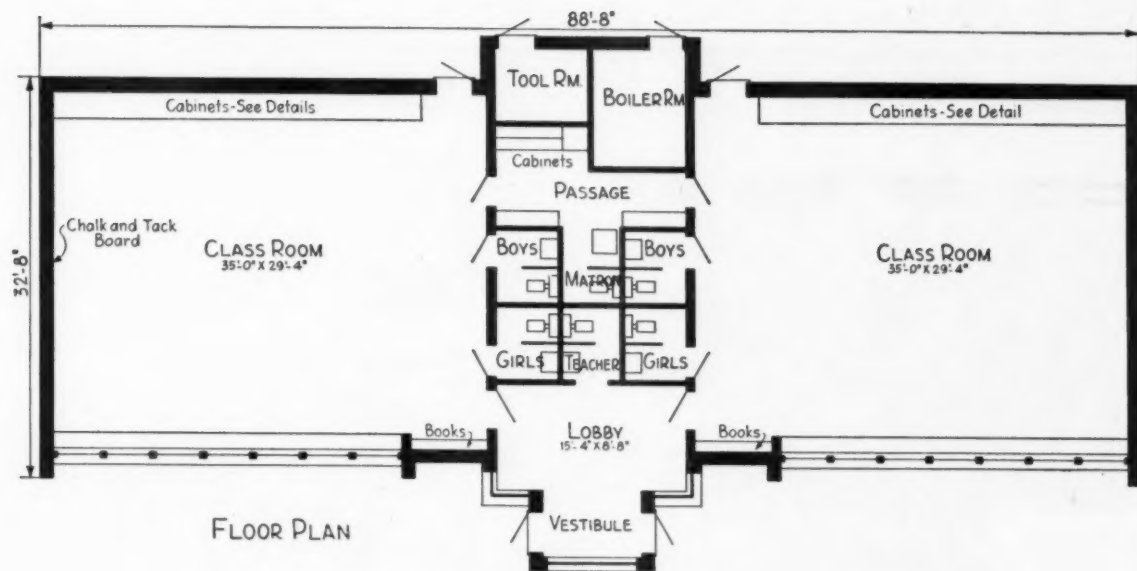 88'-8"
TOOL RM.
BOILER RM
Cabinets-See Details
Cabinets-See Detail
Cabinets
PASSAGE
Chalk and Tack
Board
32'-8"
CLASS ROOM
35'-0" X 29'-4"
BOYS
BOYS
CLASS ROOM
35'-0" X 29'-4"
MATRON
GIRLS
TEACHER
GIRLS
Books
LOBBY
15'-4" X 8'-8"
Books
FLOOR PLAN
VESTIBULE